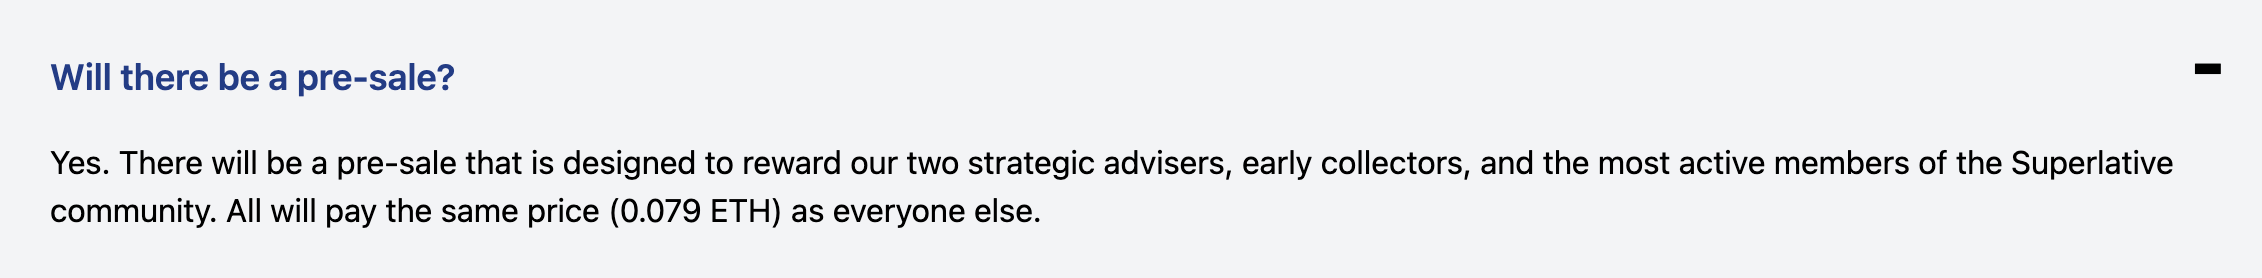 Will there be a pre-sale?
Yes. There will be a pre-sale that is designed to reward our two strategic advisers, early collectors, and the most active members of the Superlative
community. All will pay the same price (0.079 ETH) as everyone else.